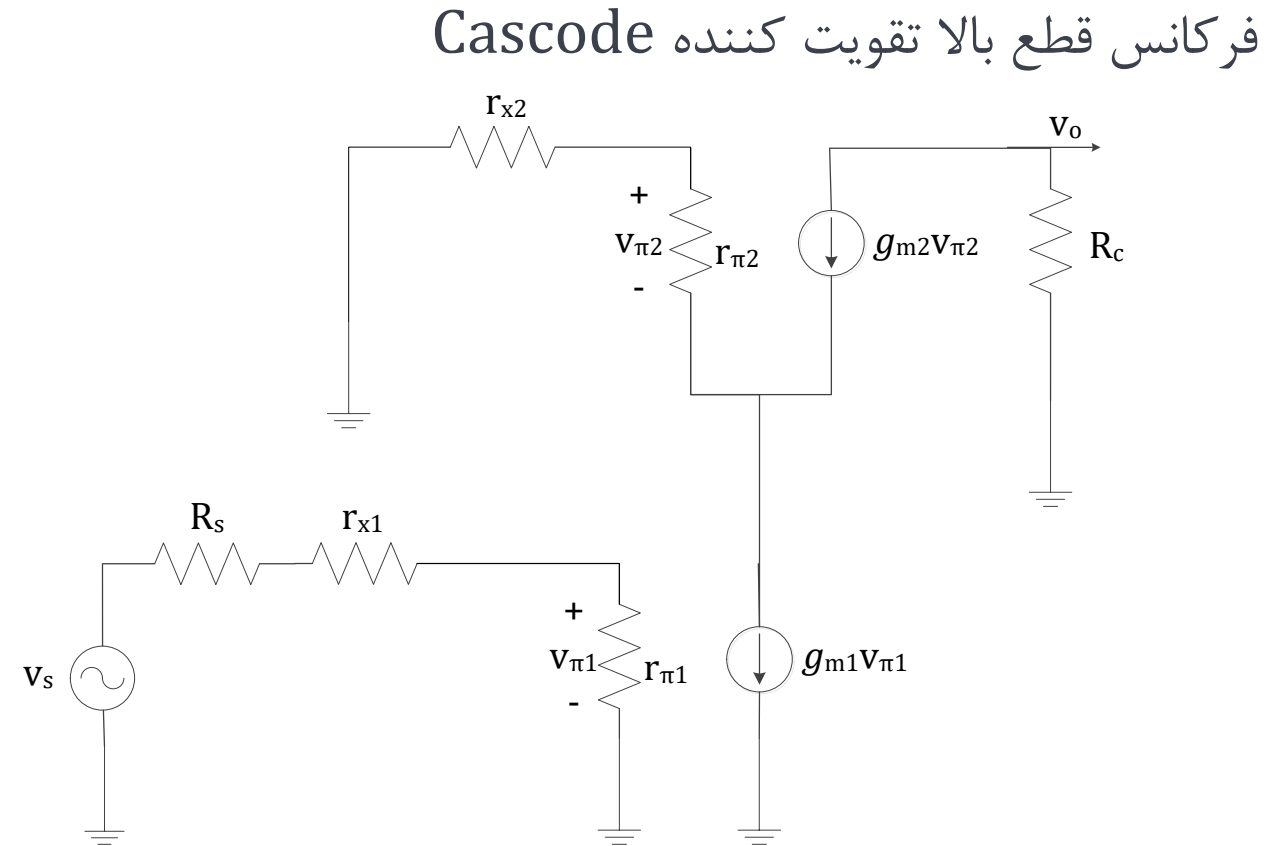 فرکانس قطع بالا تقویت کننده Cascode
rx2
vo
+
vπ2
rπ2
-
gm2vπ2
Rc
Rs
rx1
+
vπ1
rπ1
-
gm1vπ1
vs